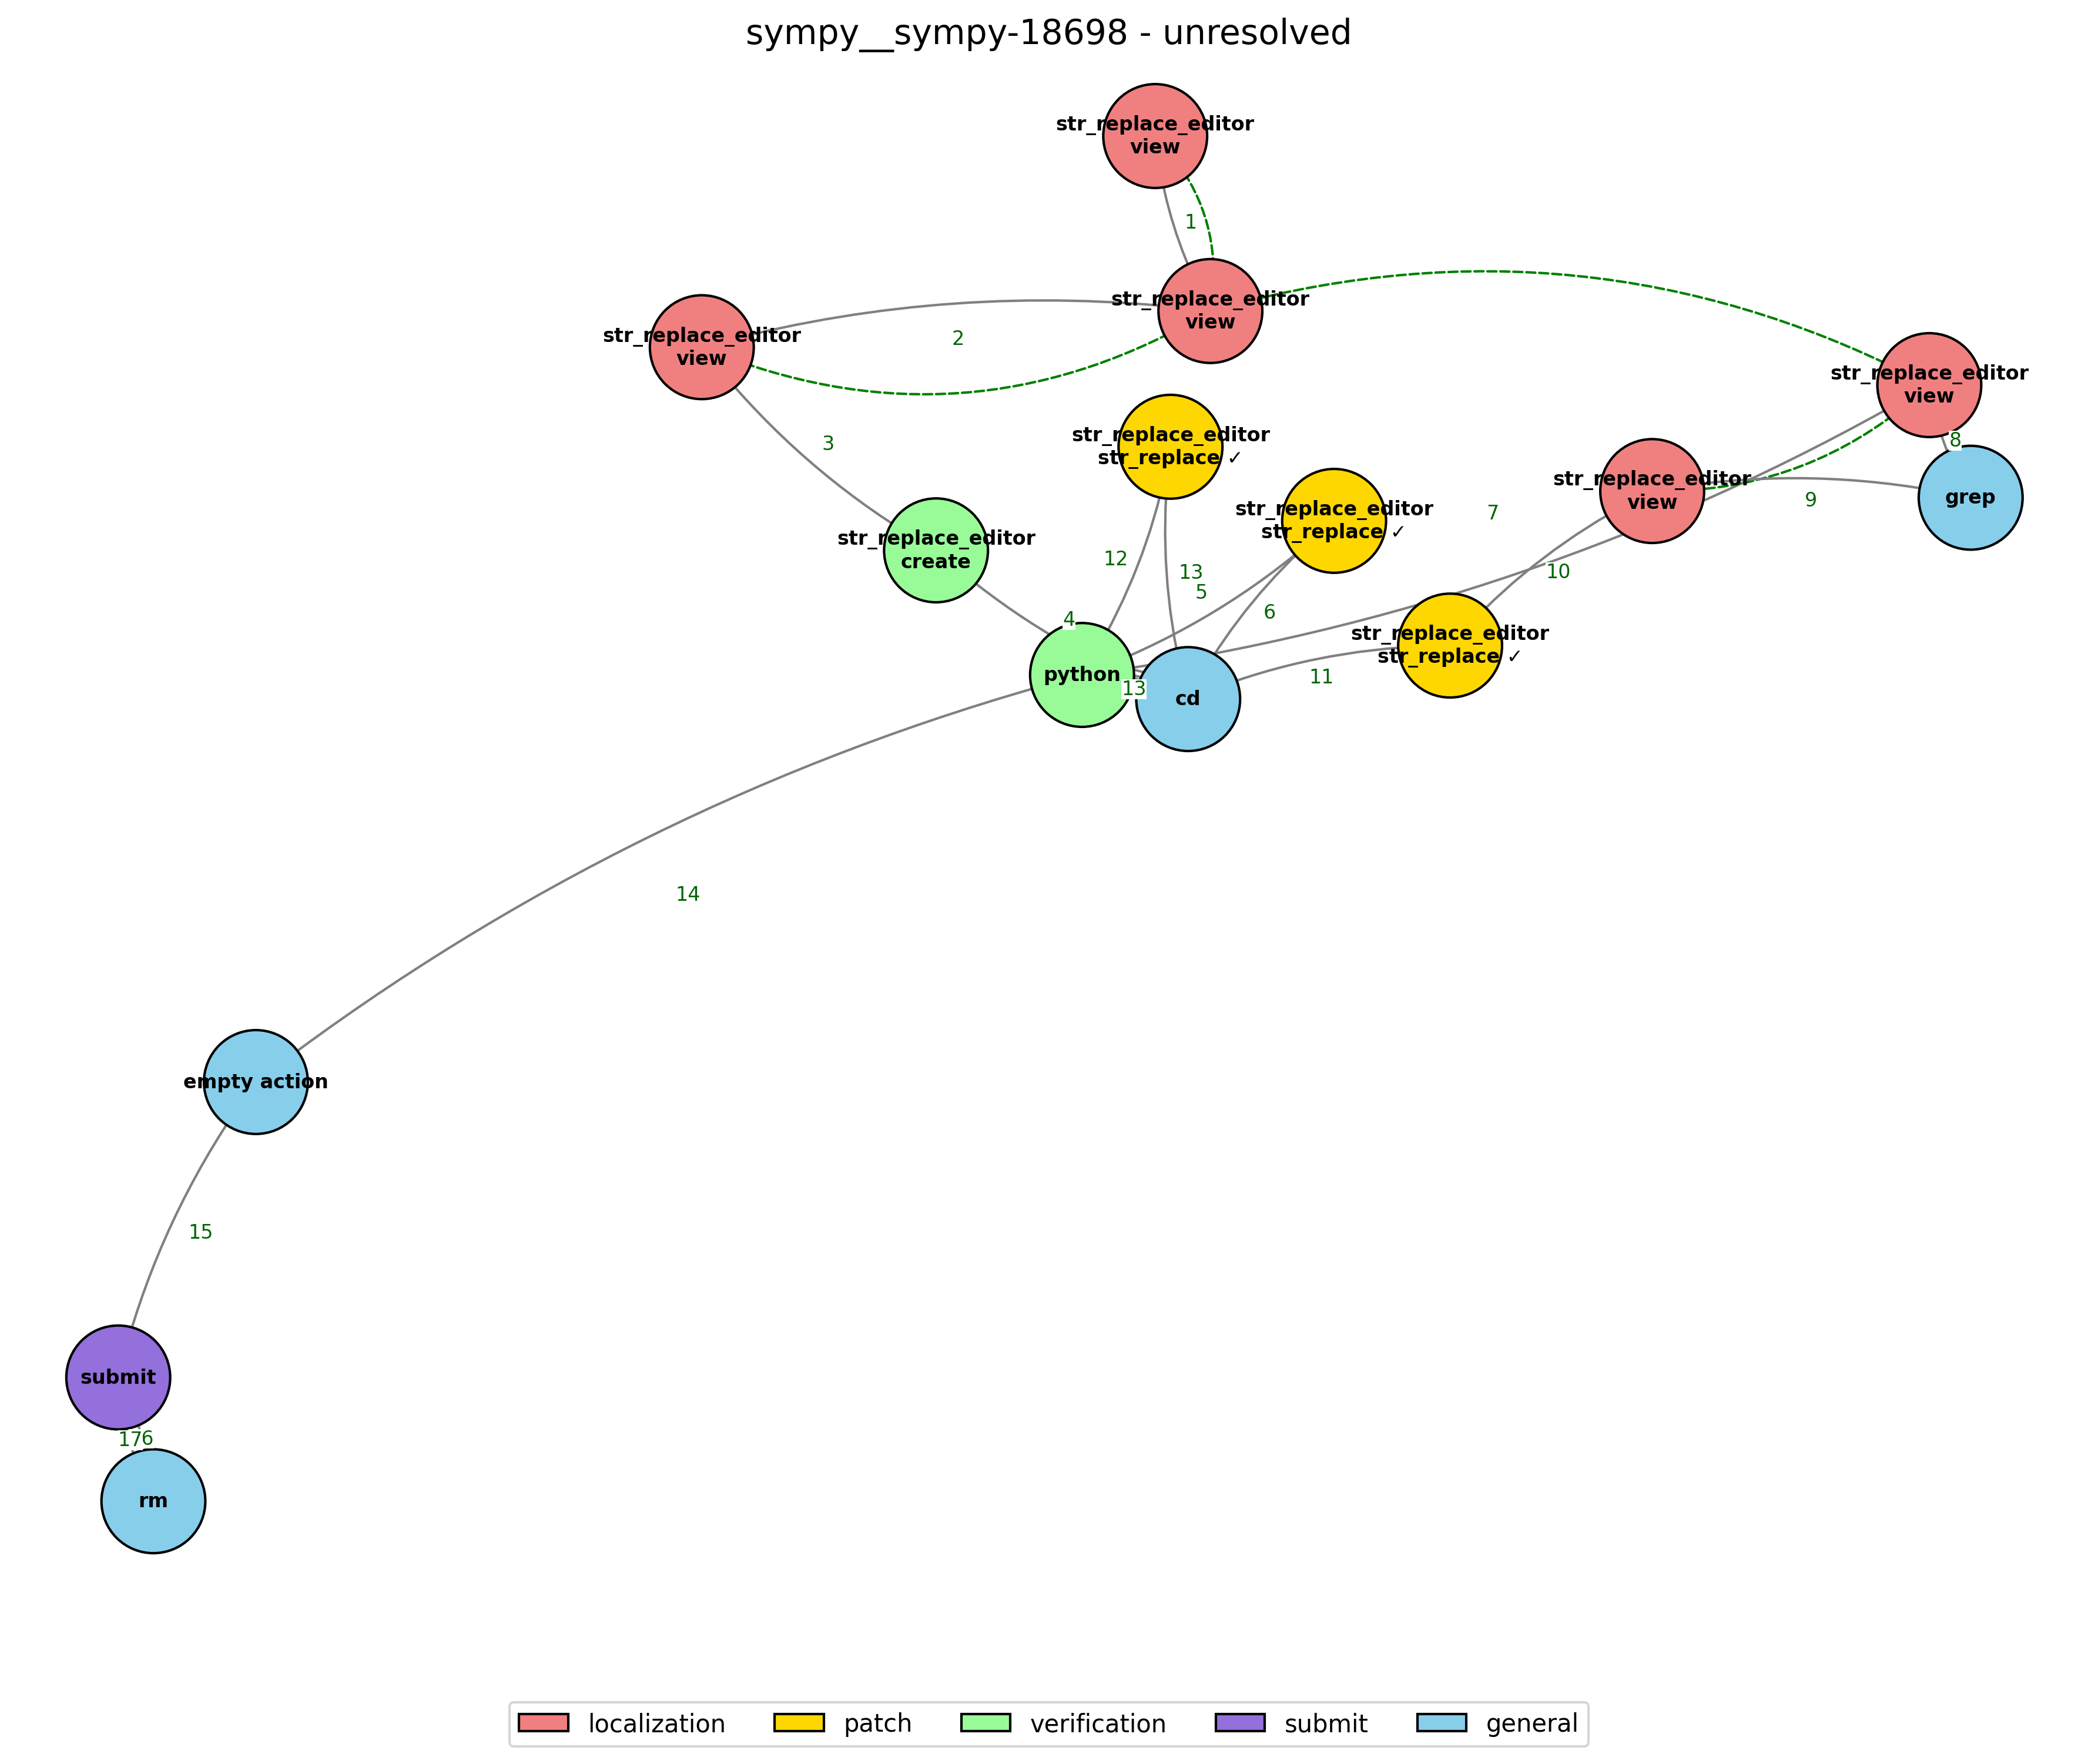 sympy__sympy-18698 - unresolved
str_replace_editor
view
1
str_replace_editor
view
str_replace_editor
view
2
str_replace_editor
view
3
str_replace_editor
str_replace ✓
8
str_replace_editor
view
9
grep
str_replace_editor
str_replace ✓
7
str_replace_editor
create
12
13
5
10
4
6
str_replace_editor
str_replace ✓
python
13
cd
11
14
empty action
15
submit
17
6
rm
localization
patch
verification
submit
general